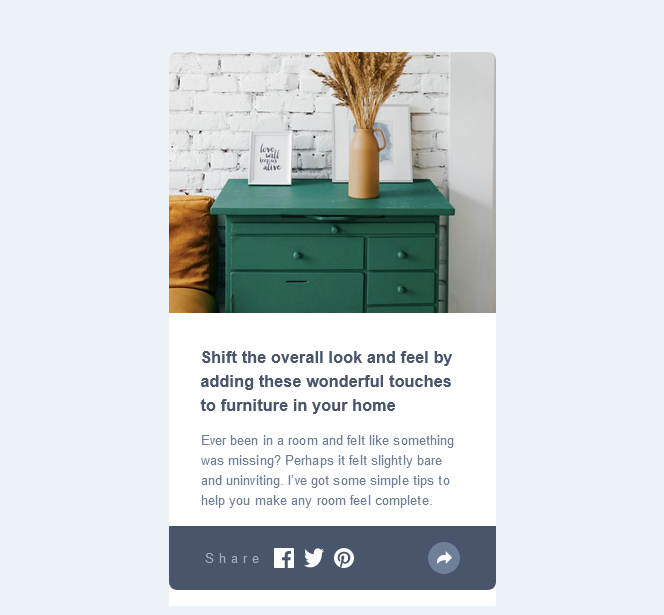 love
will
keep us
alive
Shift the overall look and feel by
adding these wonderful touches
to furniture in your home
Ever been in a room and felt like something
was missing? Perhaps it felt slightly bare
and uninviting. I've got some simple tips to
help you make any room feel complete.
Share